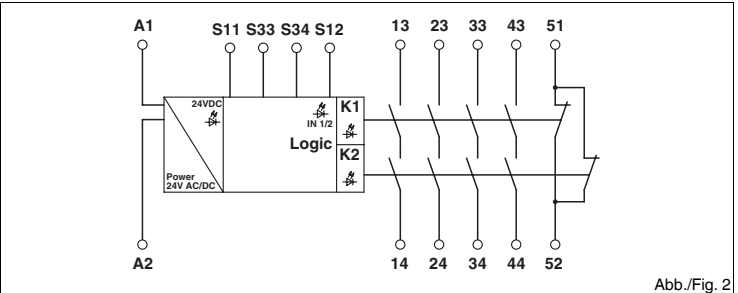 A1 S11 S33 S34 S12 13 23 33 43 51
24VDC
IN 1/2
K1
Logic
K2
Power
24V AC/DC
A2 14 24 34 44 52
Abb./Fig. 2